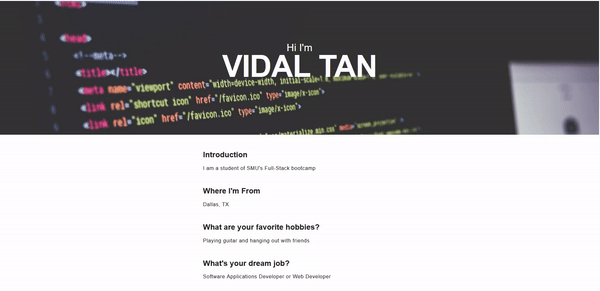 <head>
<!--meta-->
<title></title>
Hi I'm
VIDAL TAN
<meta name="viewport" content="width=device-width, initial-scale=1.0,
<link rel="shortcut icon" href="/favicon.ico" type="image/x-icon">
<link rel="icon" href="/favicon.ico" type="image/x-icon">
Introduction
I am a student of SMU's Full-Stack bootcamp
Where I'm From
Dallas, TX
What are your favorite hobbies?
Playing guitar and hanging out with friends
What's your dream job?
Software Applications Developer or Web Developer